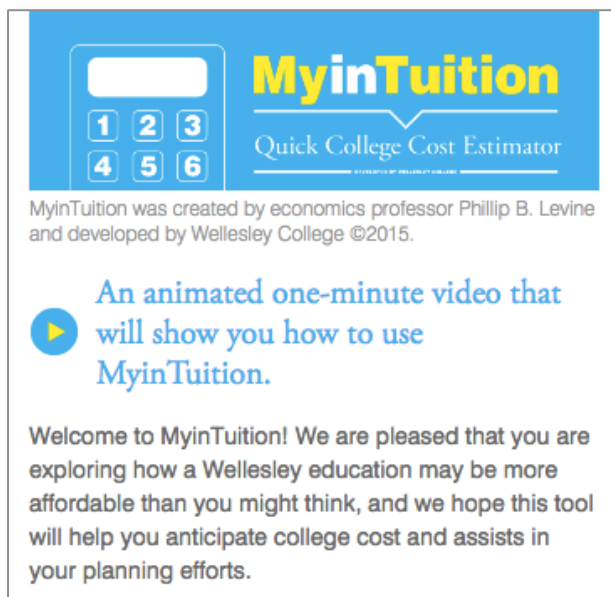 MyinTuition
1 2 3
Quick College Cost Estimator
4 5 6
MyinTuition was created by economics professor Phillip B. Levine
and developed by Wellesley College ©2015.
An animated one-minute video that
will show you how to use
MyinTuition.
Welcome to MyinTuition! We are pleased that you are
exploring how a Wellesley education may be more
affordable than you might think, and we hope this tool
will help you anticipate college cost and assists in
your planning efforts.